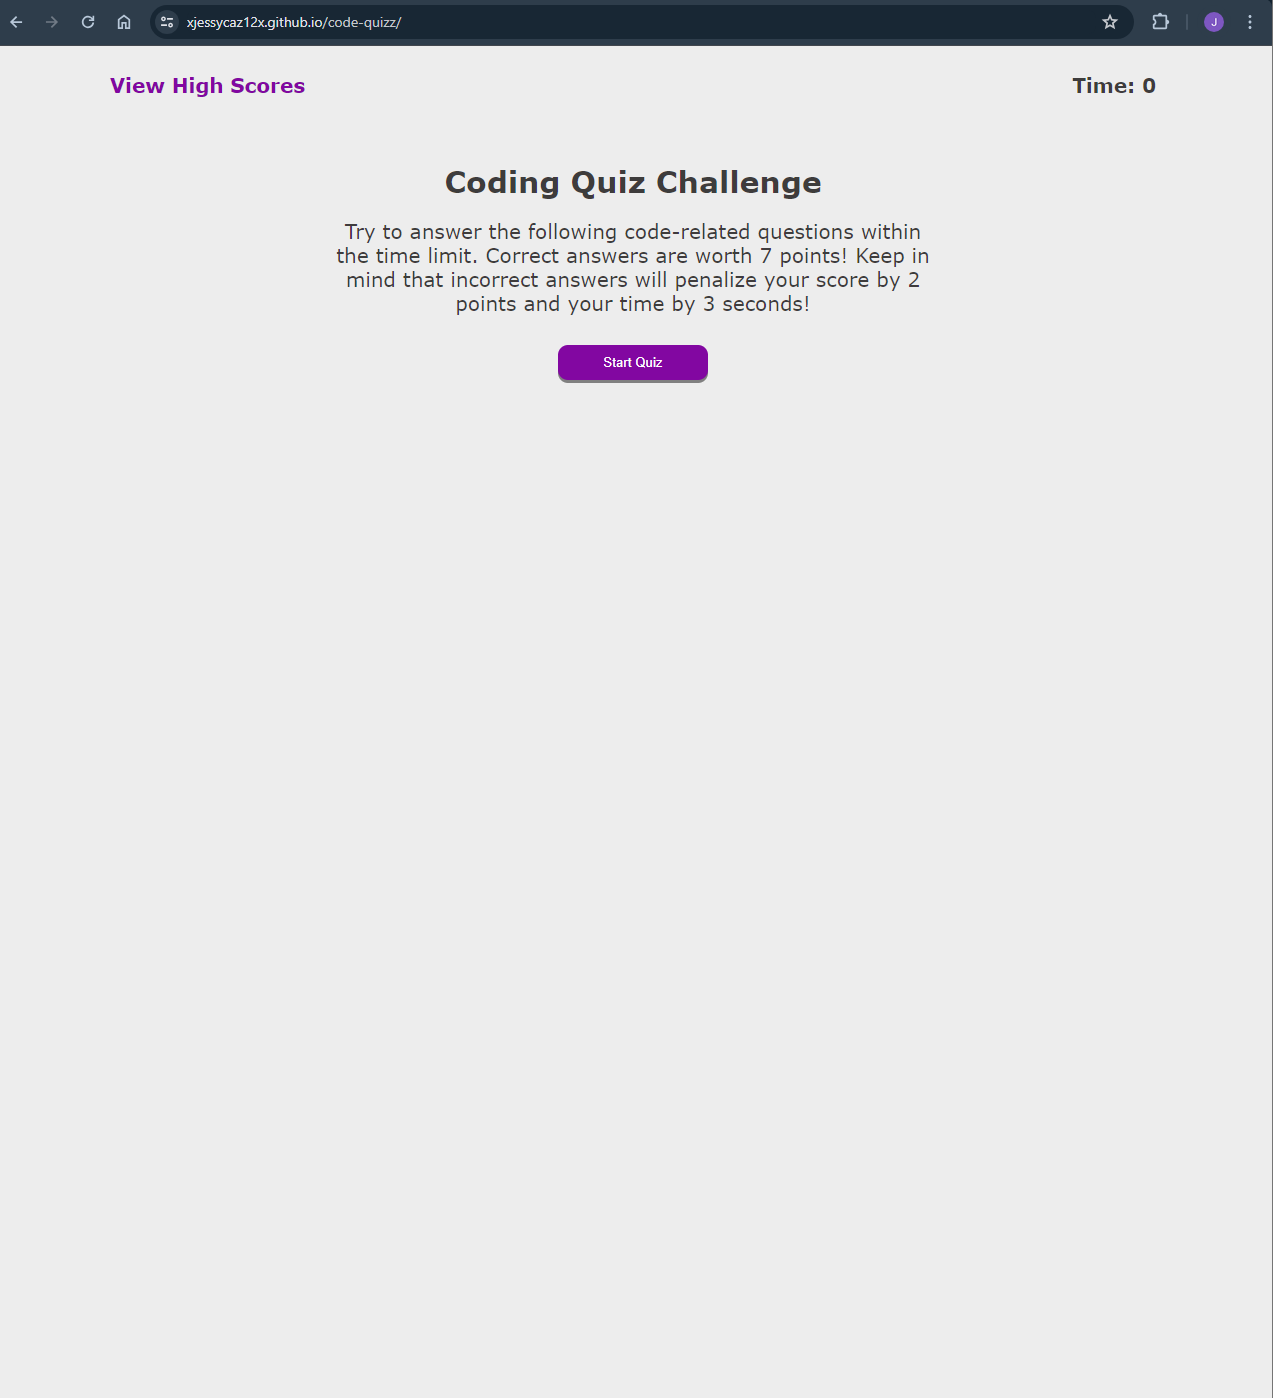 xjessycaz12x.github.io/code-quizz/
J
View High Scores
Time: 0
Coding Quiz Challenge
Try to answer the following code-related questions within
the time limit. Correct answers are worth 7 points! Keep in
mind that incorrect answers will penalize your score by 2
points and your time by 3 seconds!
Start Quiz